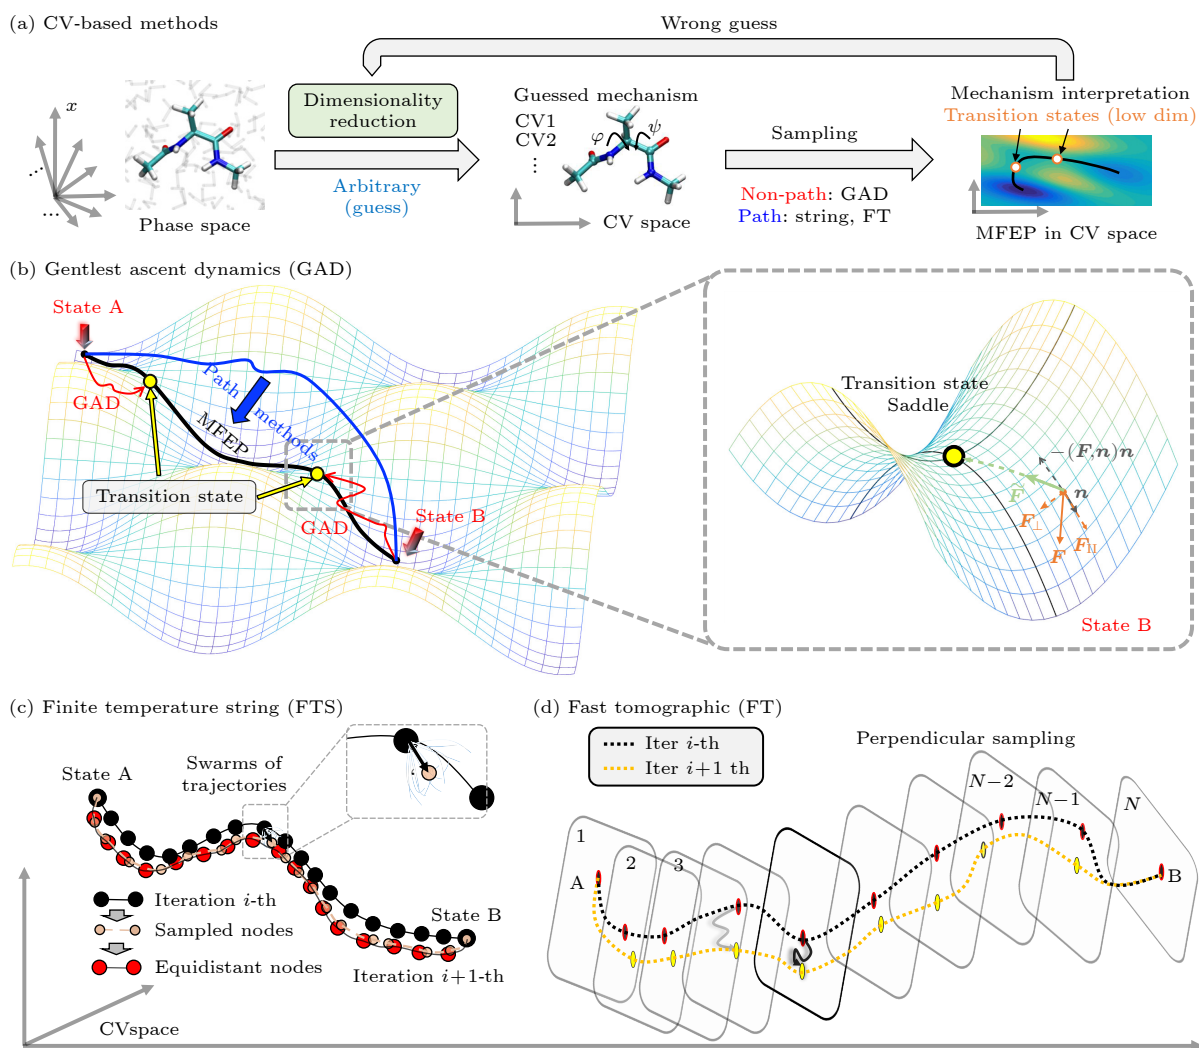 (a) CV-based methods
Wrong guess
x
...
...
Phase space
Dimensionality
reduction
Arbitrary
(guess)
Guessed mechanism
CV1
CV2
⋮
φ
ψ
CV space
Sampling
Non-path: GAD
Path: string, FT
Mechanism interpretation
Transition states (low dim)
MFEP in CV space
(b) Gentlest ascent dynamics (GAD)
State A
GAD
Path methods
MFEP
Transition state
GAD
State B
Transition state
Saddle
−(F,n)n
n
F̃
F⊥
F
F∥
State B
(c) Finite temperature string (FTS)
State A
Swarms of
trajectories
Iteration i-th
Sampled nodes
Equidistant nodes
State B
Iteration i+1-th
CVspace
(d) Fast tomographic (FT)
Iter i-th
Iter i+1 th
Perpendicular sampling
1
2
3
N−2
N−1
N
A
B